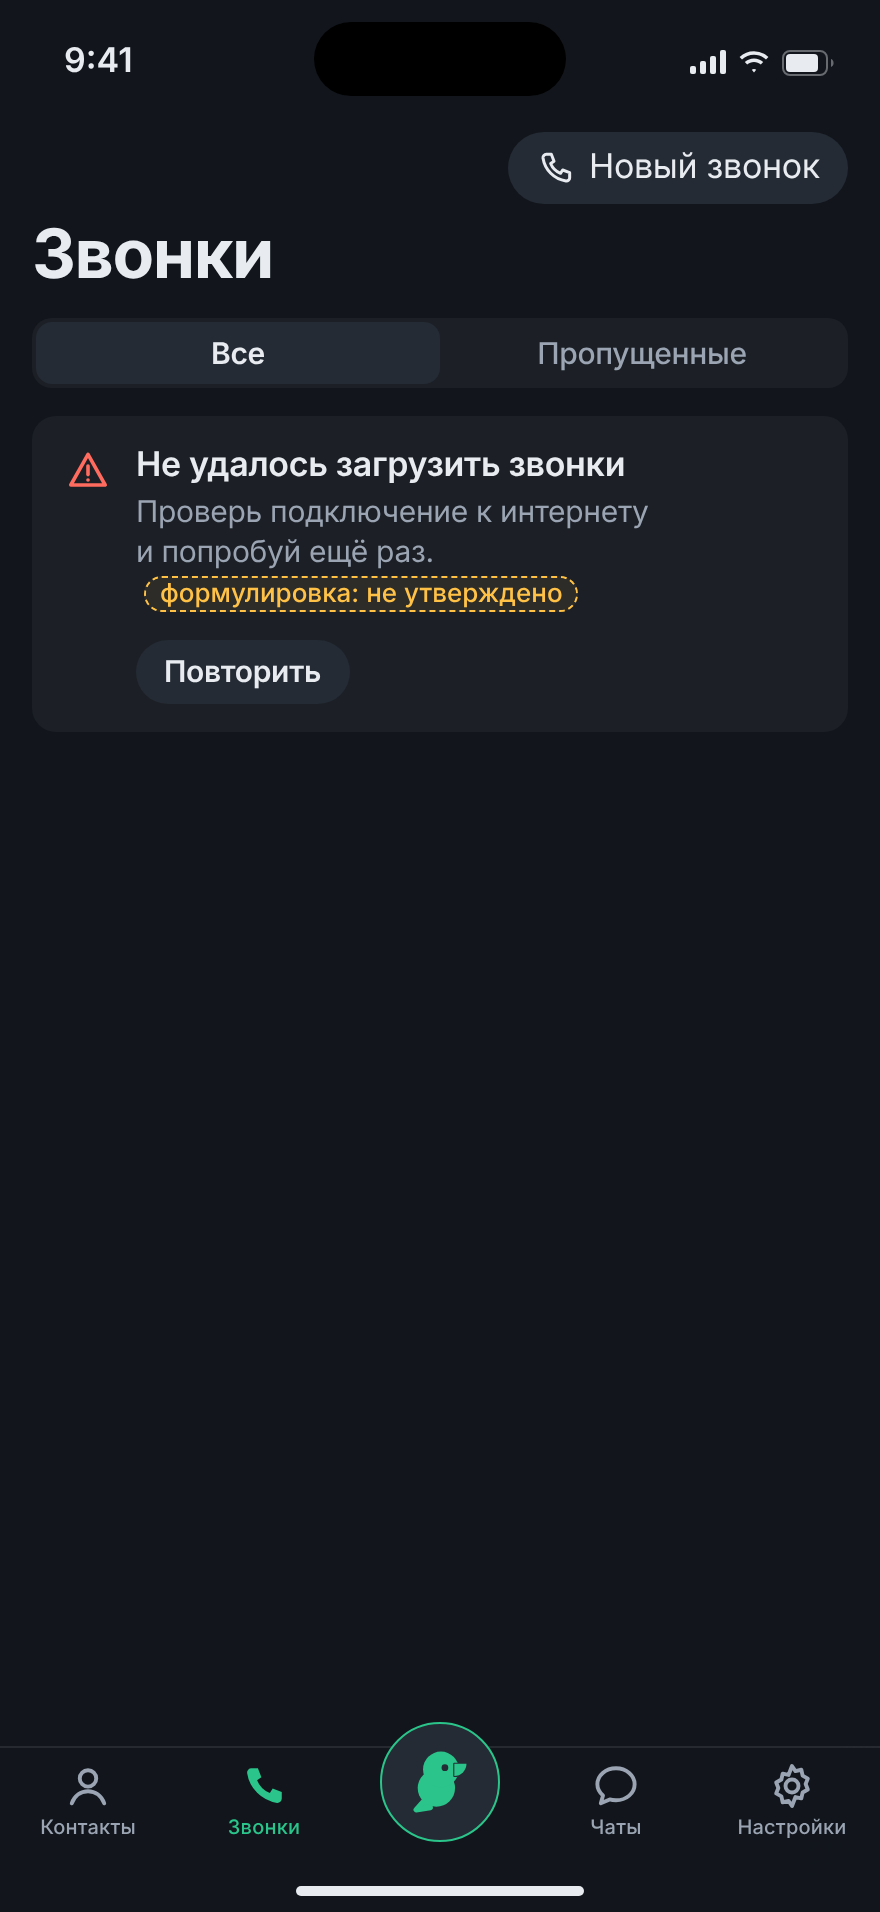 9:41
Новый звонок
Звонки
Все
Пропущенные
Не удалось загрузить звонки
Проверь подключение к интернету
и попробуй ещё раз.
формулировка: не утверждено
Повторить
Контакты
Звонки
Чаты
Настройки